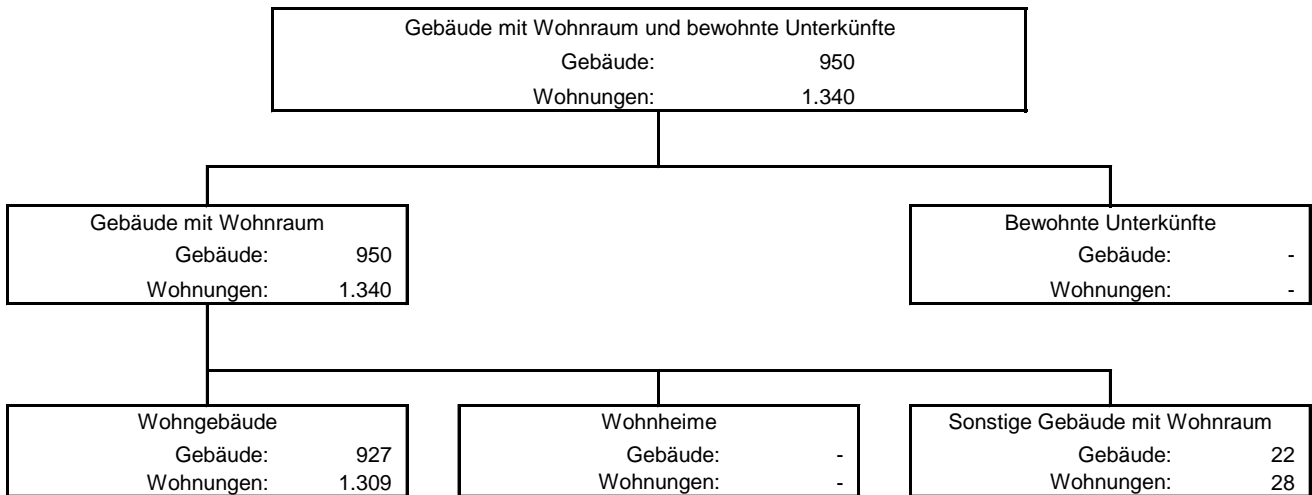 Gebäude mit Wohnraum und bewohnte Unterkünfte
Gebäude: 950
Wohnungen: 1.340
Gebäude mit Wohnraum
Gebäude: 950
Wohnungen: 1.340
Bewohnte Unterkünfte
Gebäude: -
Wohnungen: -
Wohngebäude
Gebäude: 927
Wohnungen: 1.309
Wohnheime
Gebäude: -
Wohnungen: -
Sonstige Gebäude mit Wohnraum
Gebäude: 22
Wohnungen: 28